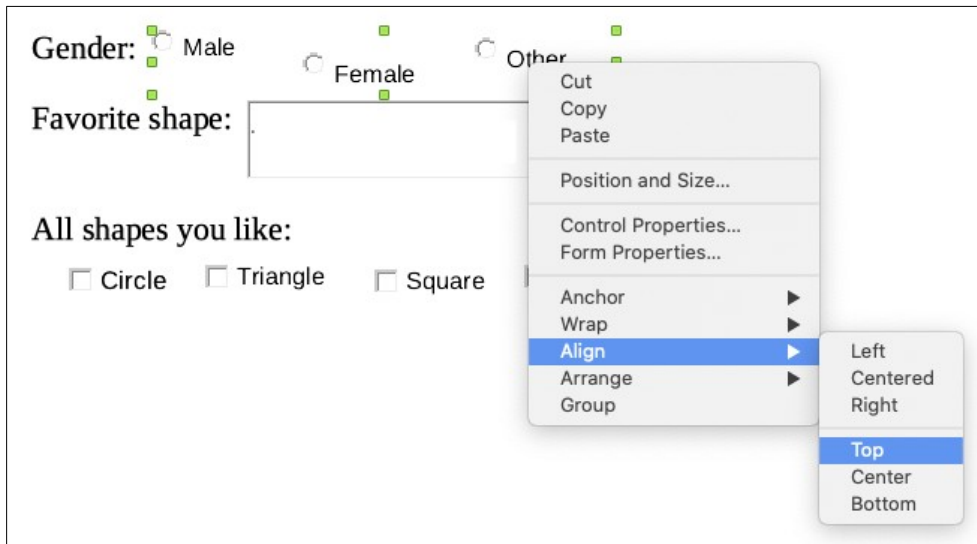 Gender: Male
Female
Other
Favorite shape:
.
All shapes you like:
Circle Triangle Square
Cut
Copy
Paste
Position and Size...
Control Properties...
Form Properties...
Anchor
Wrap
Align
Arrange
Group
Left
Centered
Right
Top
Center
Bottom